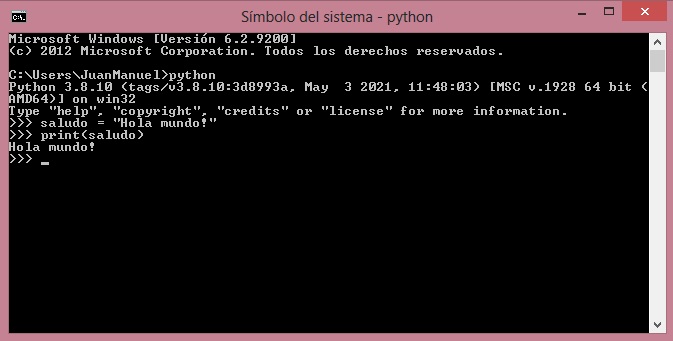 Símbolo del sistema - python
Microsoft Windows [Versión 6.2.9200]
(c) 2012 Microsoft Corporation. Todos los derechos reservados.
C:\Users\JuanManuel>python
Python 3.8.10 (tags/v3.8.10:3d8993a, May  3 2021, 11:48:03) [MSC v.1928 64 bit (
AMD64)] on win32
Type "help", "copyright", "credits" or "license" for more information.
>>> saludo = "Hola mundo!"
>>> print(saludo)
Hola mundo!
>>> _